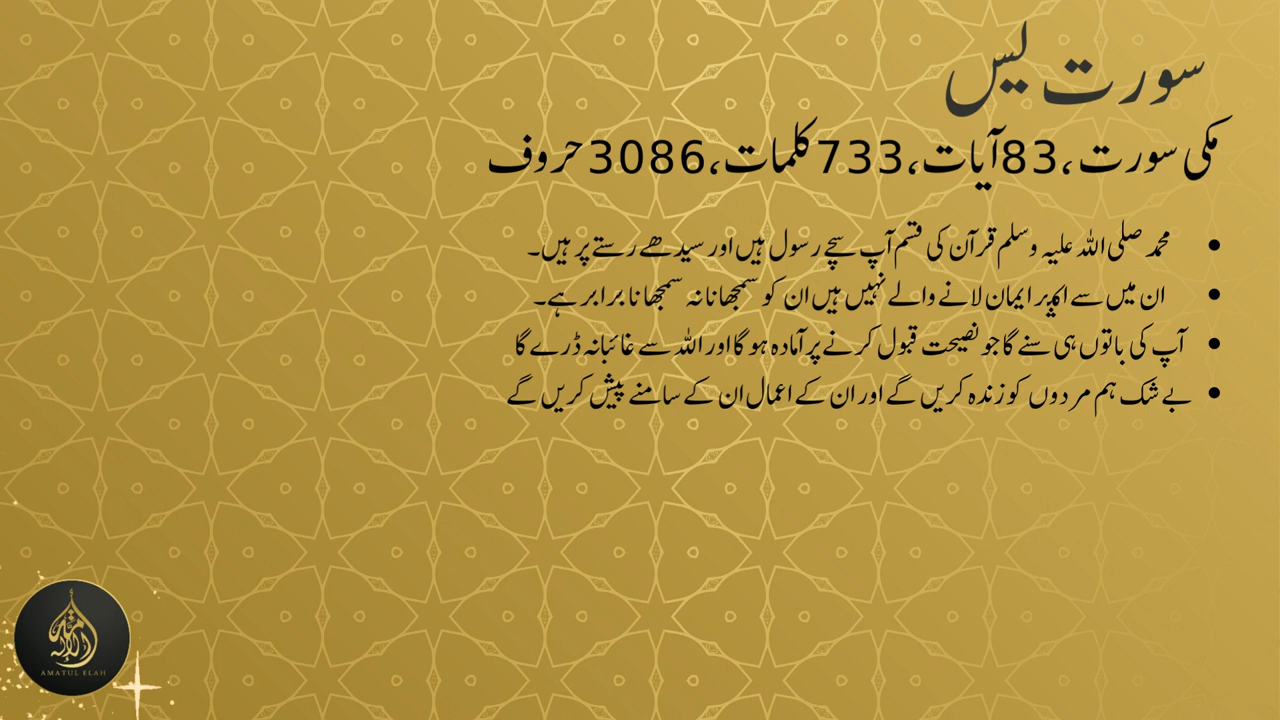 سورت یٰس
مکی سورت، 83 آیات، 733 کلمات، 3086 حروف
محمد صلی اللہ علیہ وسلم قرآن کی قسم آپ سچے رسول ہیں اور سیدھے رستے پر ہیں۔
ان میں سے اکثر ایمان لانے والے نہیں ہیں ان کو سمجھانا نہ سمجھانا برابر ہے۔
آپ کی باتوں ہی سنے گا جو نصیحت قبول کرنے پر آمادہ ہو گا اور اللہ سے غائبانہ ڈرے گا
بے شک ہم مردوں کو زندہ کریں گے اور ان کے اعمال ان کے سامنے پیش کریں گے
AMATUL ELAH